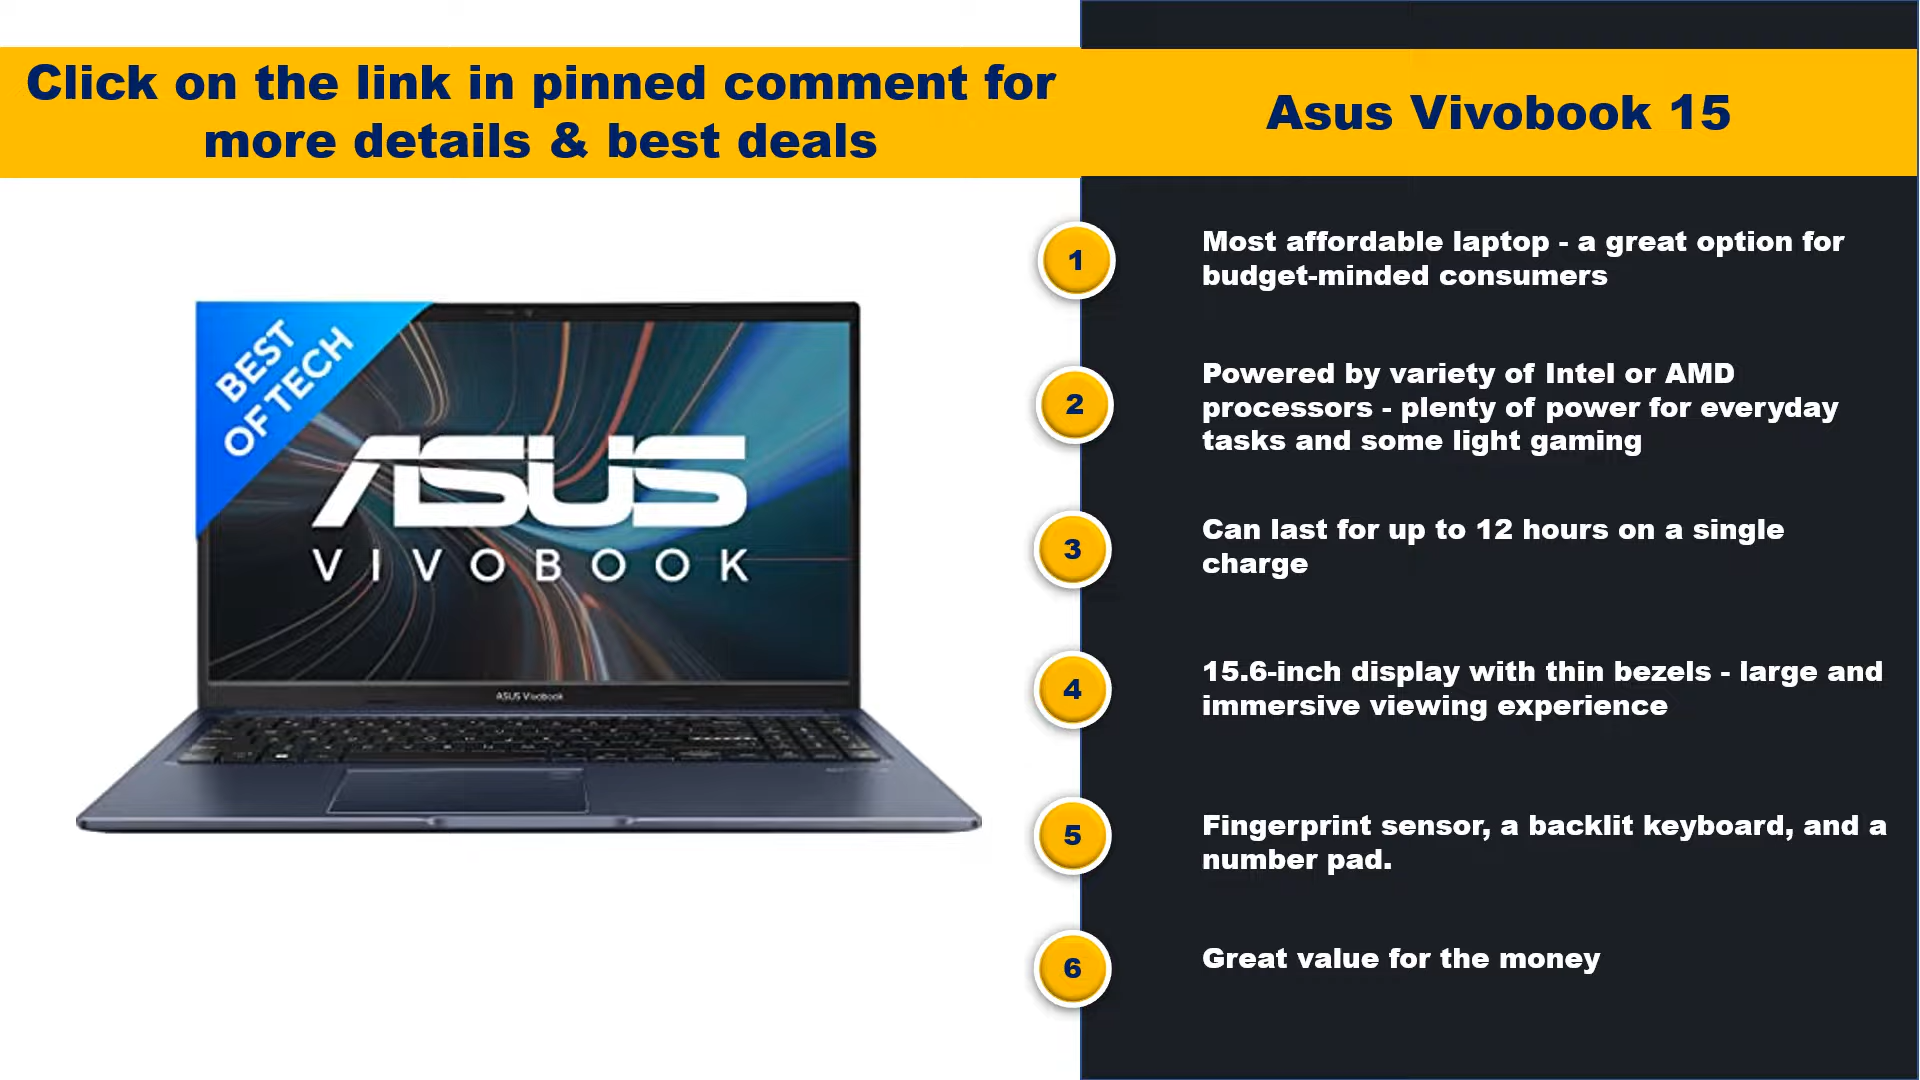 Click on the link in pinned comment for
more details & best deals
Asus Vivobook 15
BEST
OF TECH
ASUS
VIVOBOOK
ASUS Vivobook
1
Most affordable laptop - a great option for
budget-minded consumers
2
Powered by variety of Intel or AMD
processors - plenty of power for everyday
tasks and some light gaming
3
Can last for up to 12 hours on a single
charge
4
15.6-inch display with thin bezels - large and
immersive viewing experience
5
Fingerprint sensor, a backlit keyboard, and a
number pad.
6
Great value for the money